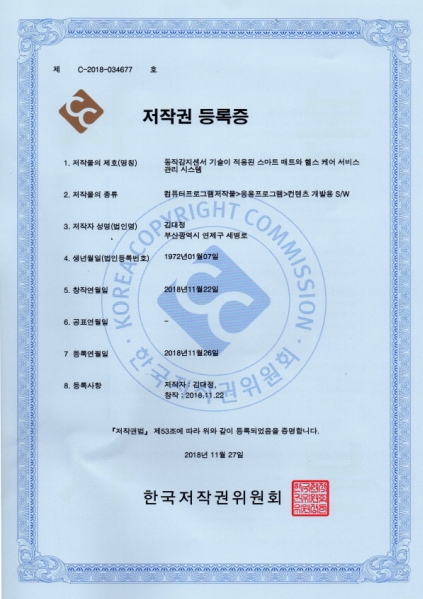 제 C-2018-034677 호
저작권 등록증
1. 저작물의 제호(명칭) 동작감지센서 기술이 적용된 스마트 매트와 헬스 케어 서비스
관리 시스템
2. 저작물의 종류 컴퓨터프로그램저작물>응용프로그램>컨텐츠 개발용 S/W
3. 저작자 성명(법인명) 김대정
부산광역시 연제구 세병로
4. 생년월일(법인등록번호) 1972년01월07일
5. 창작연월일 2018년11월22일
6. 공표연월일 –
7. 등록연월일 2018년11월26일
8. 등록사항 저작자 : 김대정,
창작 : 2018.11.22
『저작권법』 제53조에 따라 위와 같이 등록되었음을 증명합니다.
2018년 11월 27일
한국저작권위원회
KOREA COPYRIGHT COMMISSION
한국저작권위원회